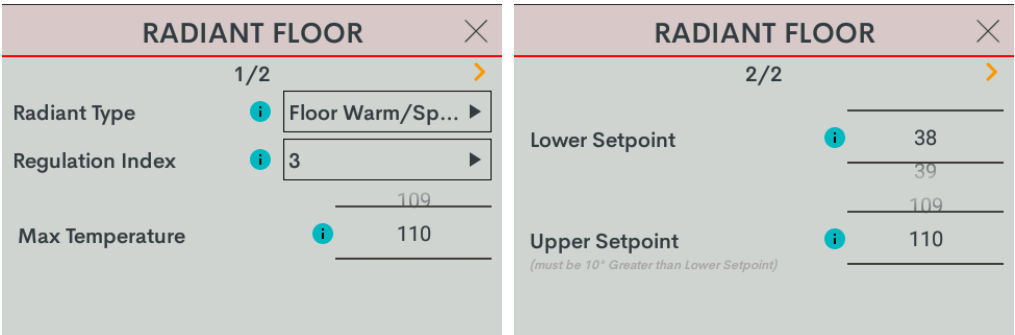 RADIANT FLOOR
1/2
Radiant Type
Floor Warm/Sp...
Regulation Index
3
109
Max Temperature
110
RADIANT FLOOR
2/2
Lower Setpoint
38
39
109
Upper Setpoint
110
(must be 10° Greater than Lower Setpoint)